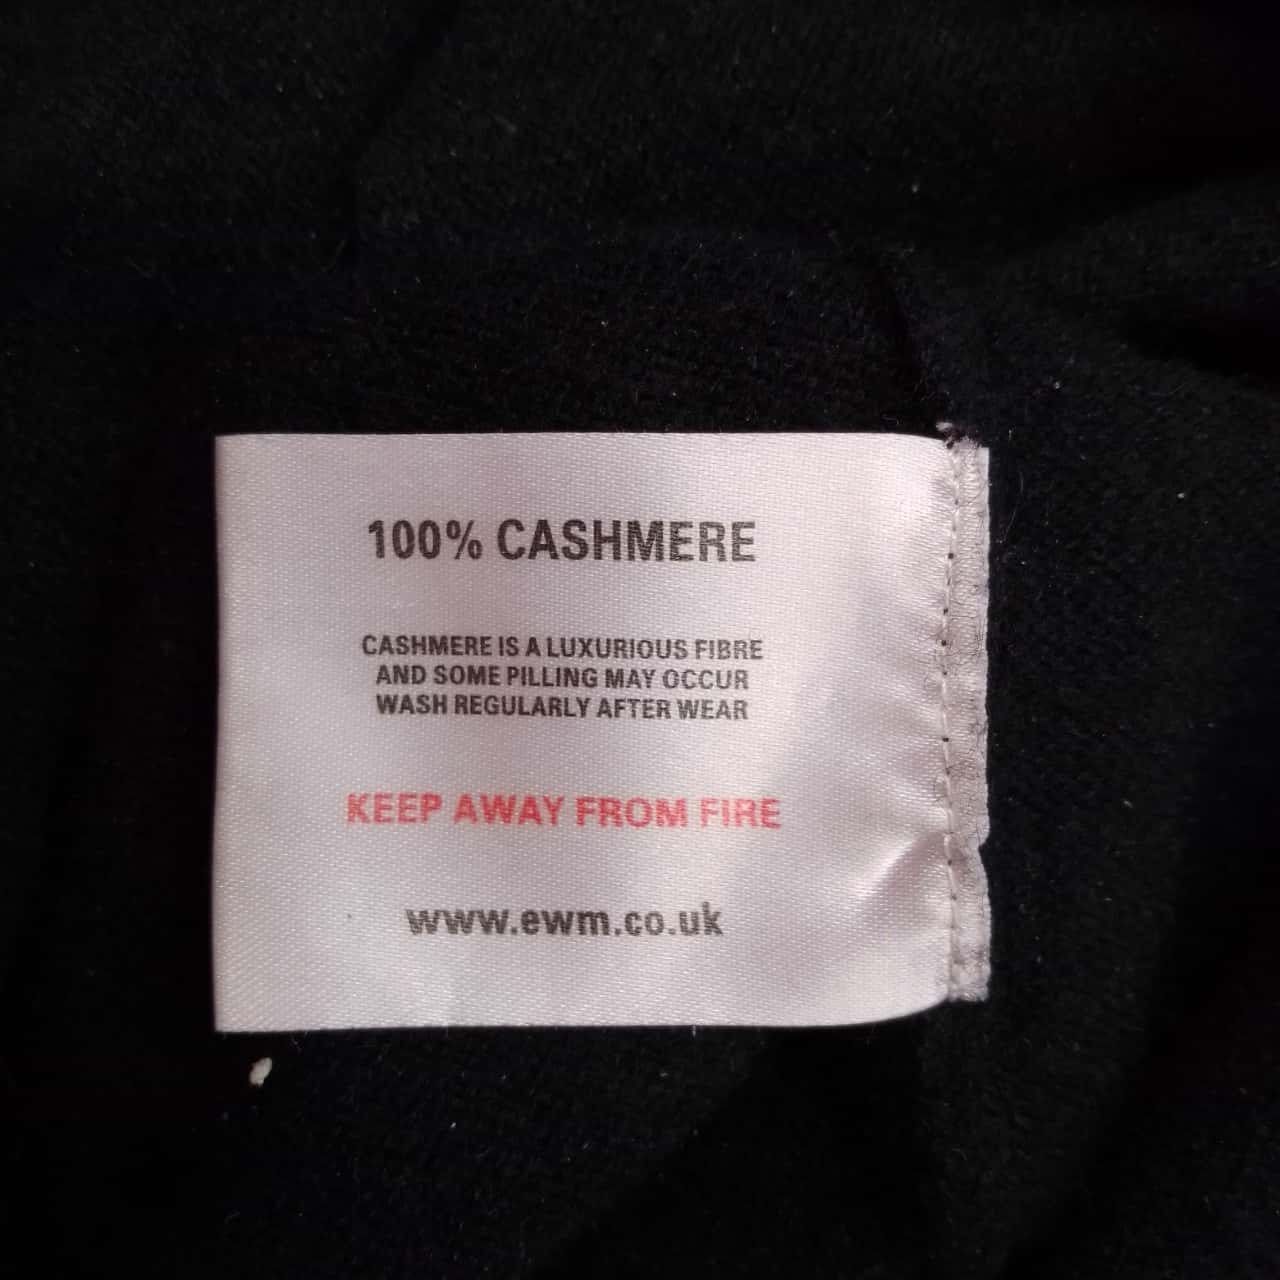 100% CASHMERE
CASHMERE IS A LUXURIOUS FIBRE
AND SOME PILLING MAY OCCUR
WASH REGULARLY AFTER WEAR
KEEP AWAY FROM FIRE
www.ewm.co.uk